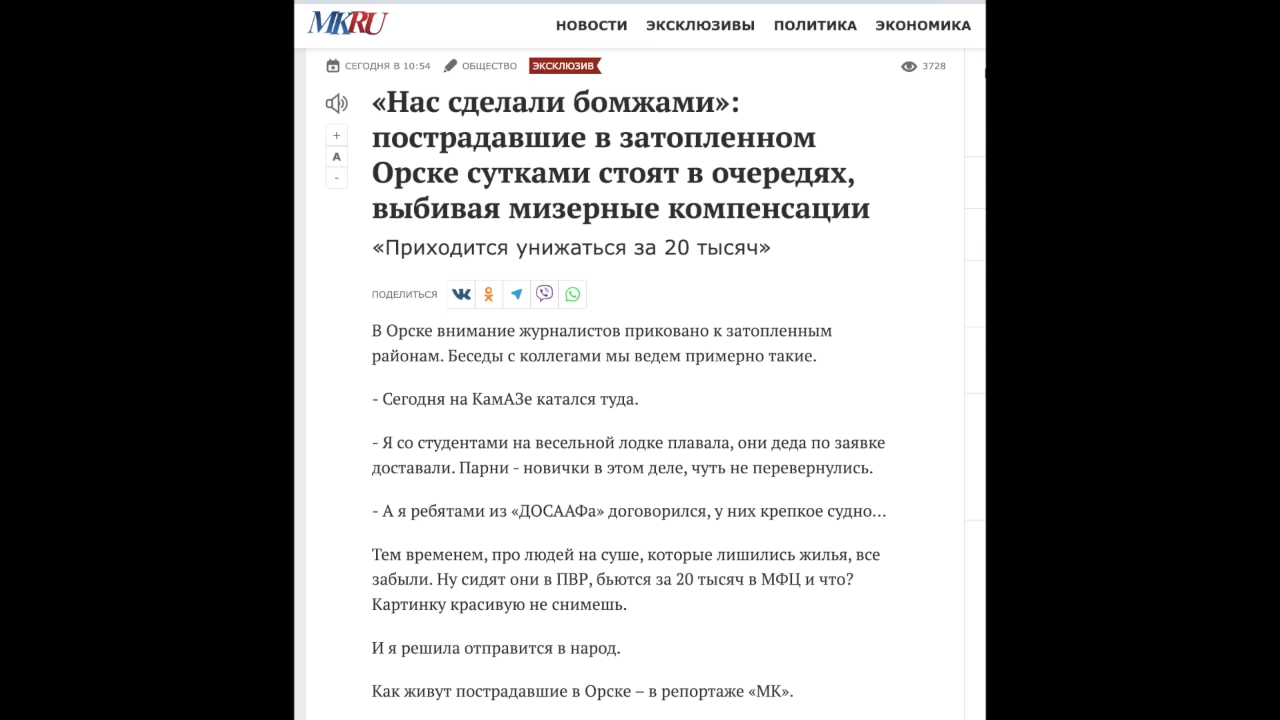 MKRU
НОВОСТИ ЭКСКЛЮЗИВЫ ПОЛИТИКА ЭКОНОМИКА
СЕГОДНЯ В 10:54 ОБЩЕСТВО ЭКСКЛЮЗИВ 3728
«Нас сделали бомжами»:
пострадавшие в затопленном
Орске сутками стоят в очередях,
выбивая мизерные компенсации
+
A
-
«Приходится унижаться за 20 тысяч»
ПОДЕЛИТЬСЯ
В Орске внимание журналистов приковано к затопленным
районам. Беседы с коллегами мы ведем примерно такие.
- Сегодня на КамАЗе катался туда.
- Я со студентами на весельной лодке плавала, они деда по заявке
доставали. Парни - новички в этом деле, чуть не перевернулись.
- А я ребятами из «ДОСААФа» договорился, у них крепкое судно…
Тем временем, про людей на суше, которые лишились жилья, все
забыли. Ну сидят они в ПВР, бьются за 20 тысяч в МФЦ и что?
Картинку красивую не снимешь.
И я решила отправится в народ.
Как живут пострадавшие в Орске – в репортаже «МК».